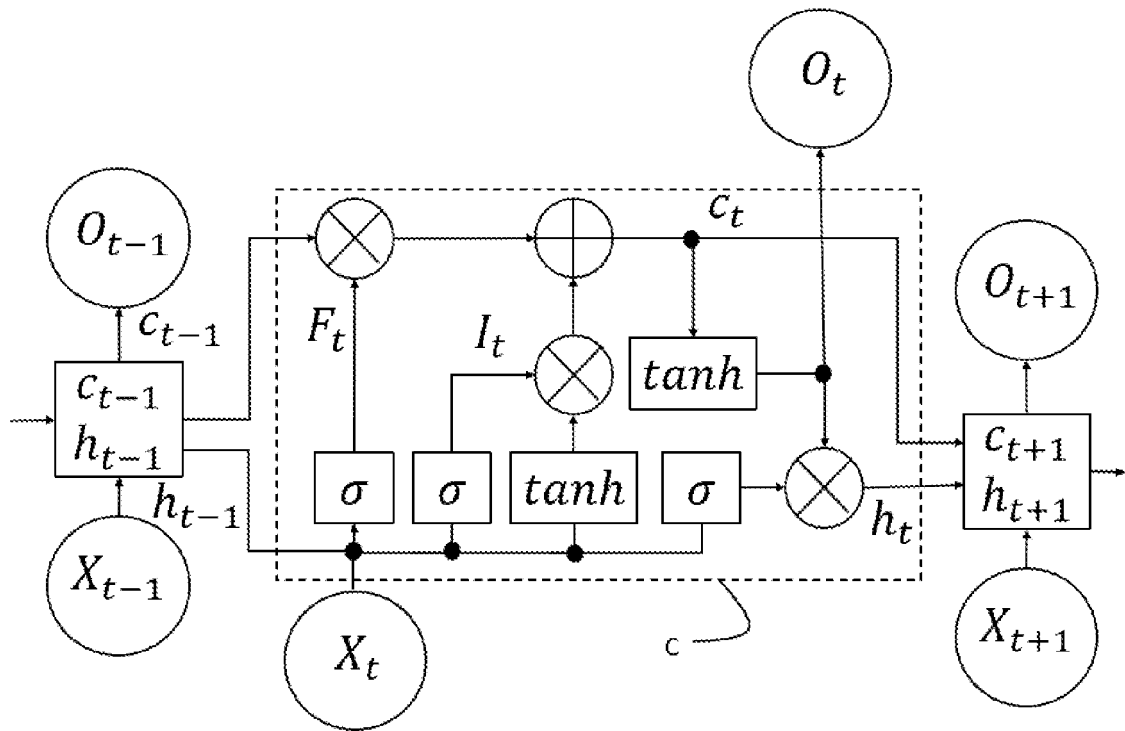 O_t
c_t
O_{t-1}
O_{t+1}
c_{t-1}
F_t
I_t
tanh
c_{t-1}
h_{t-1}
c_{t+1}
h_{t+1}
σ
σ
tanh
σ
h_{t-1}
h_t
X_{t-1}
X_t
C
X_{t+1}